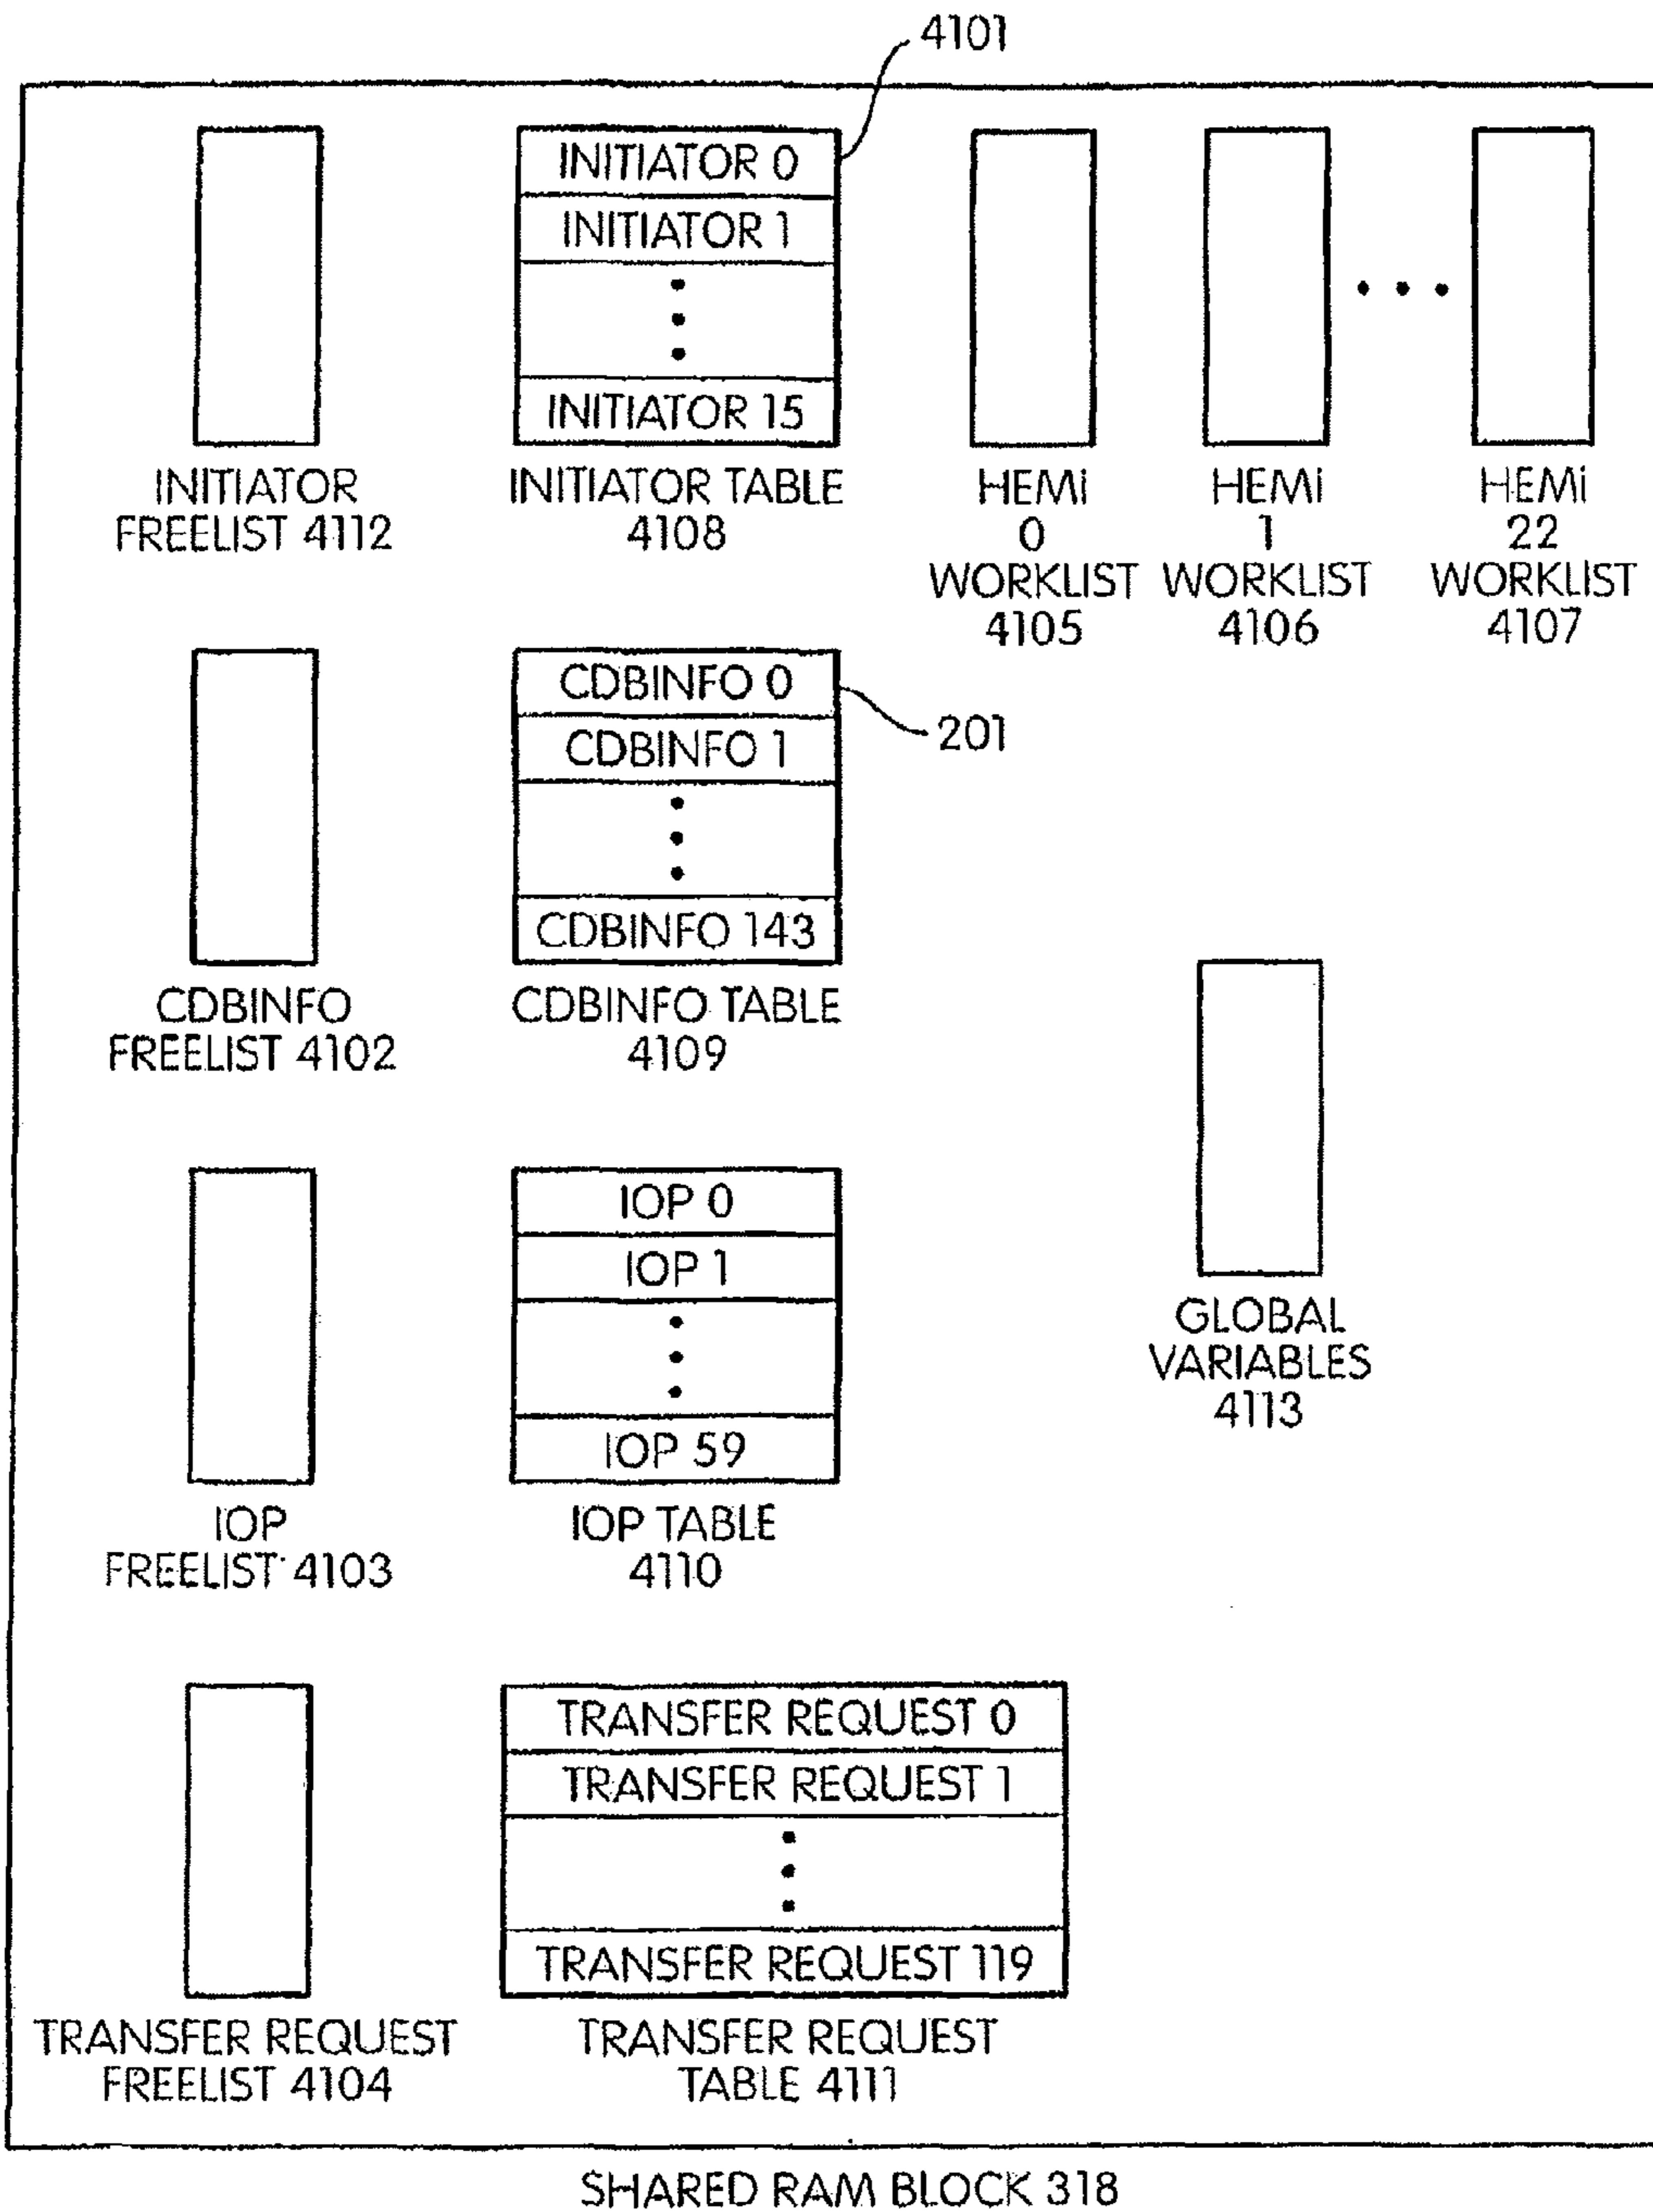 4101
INITIATOR 0
INITIATOR 1
INITIATOR 15
INITIATOR
FREELIST 4112
INITIATOR TABLE
4108
HEMi
0
WORKLIST
4105
HEMi
1
WORKLIST
4106
HEMi
22
WORKLIST
4107
CDBINFO 0
201
CDBINFO 1
CDBINFO 143
CDBINFO
FREELIST 4102
CDBINFO TABLE
4109
IOP 0
IOP 1
IOP 59
IOP
FREELIST 4103
IOP TABLE
4110
GLOBAL
VARIABLES
4113
TRANSFER REQUEST 0
TRANSFER REQUEST 1
TRANSFER REQUEST 119
TRANSFER REQUEST
FREELIST 4104
TRANSFER REQUEST
TABLE 4111
SHARED RAM BLOCK 318